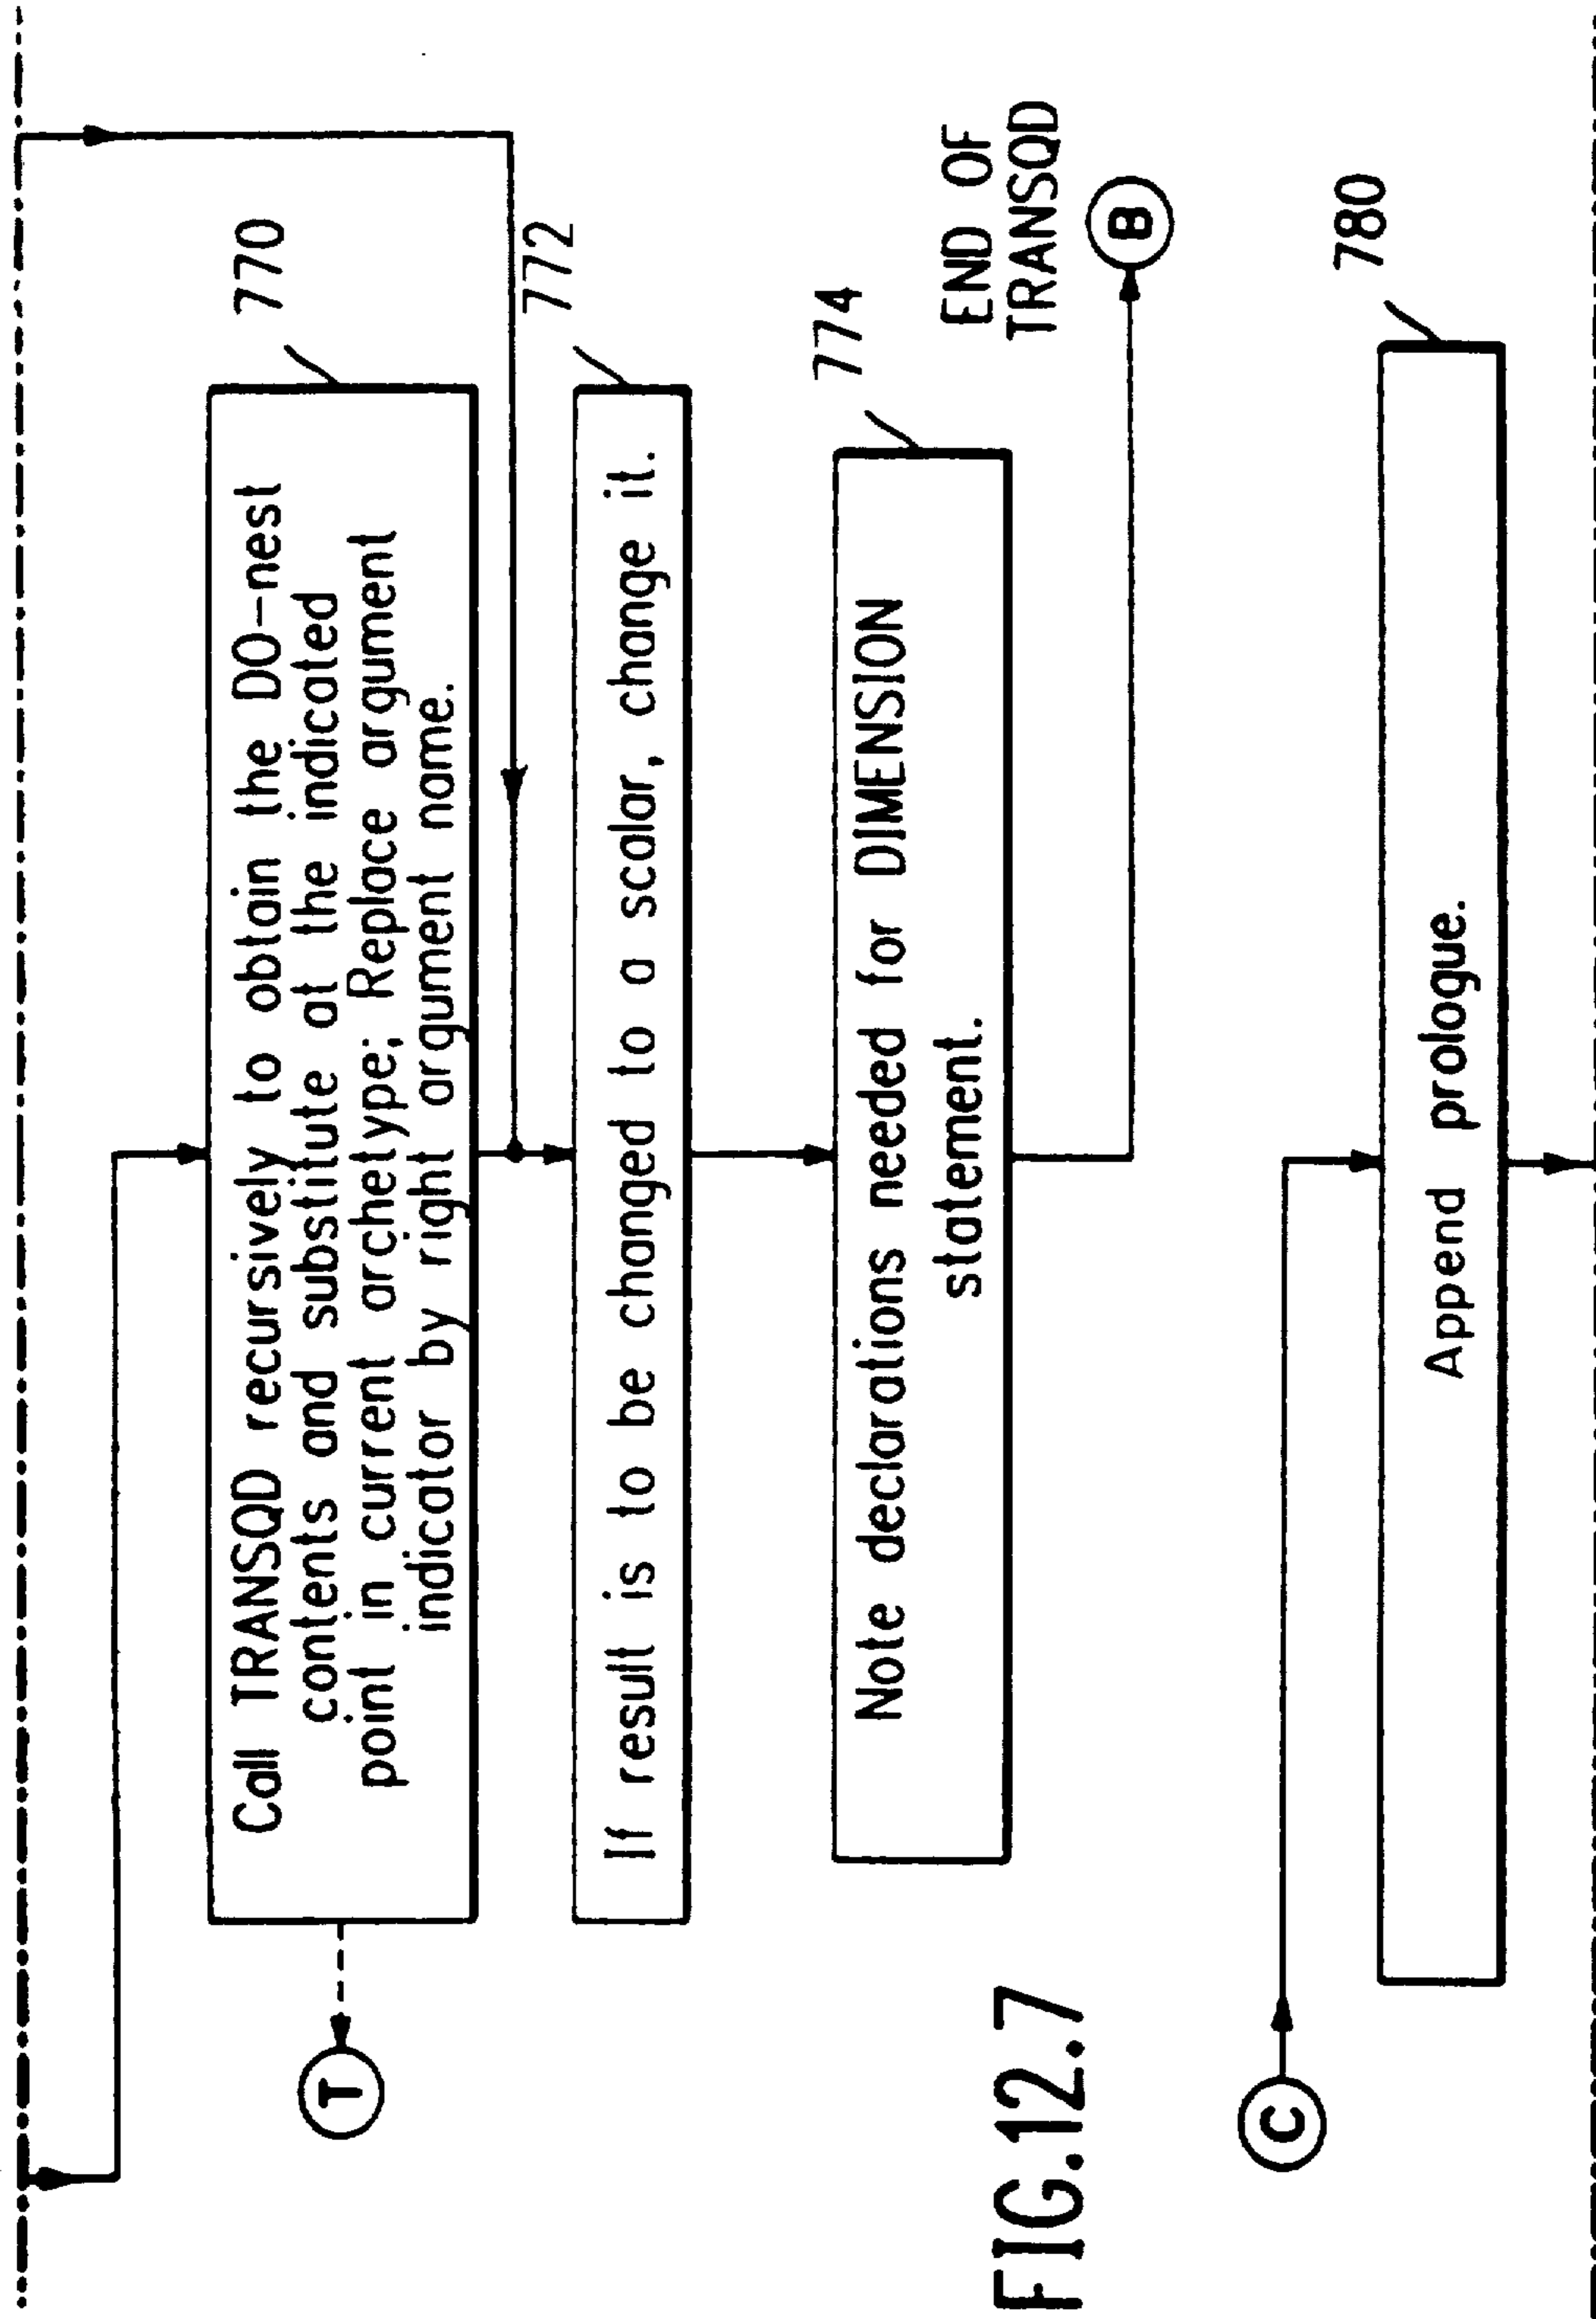 770
Call TRANSQD recursively to obtain the DO-nest
contents and substitute at the indicated
point in current archetype; Replace argument
indicator by right argument name.
T
772
If result is to be changed to a scalar, change it.
774
Note declarations needed for DIMENSION
statement.
END OF
TRANSQD
B
FIG.12.7
C
780
Append prologue.